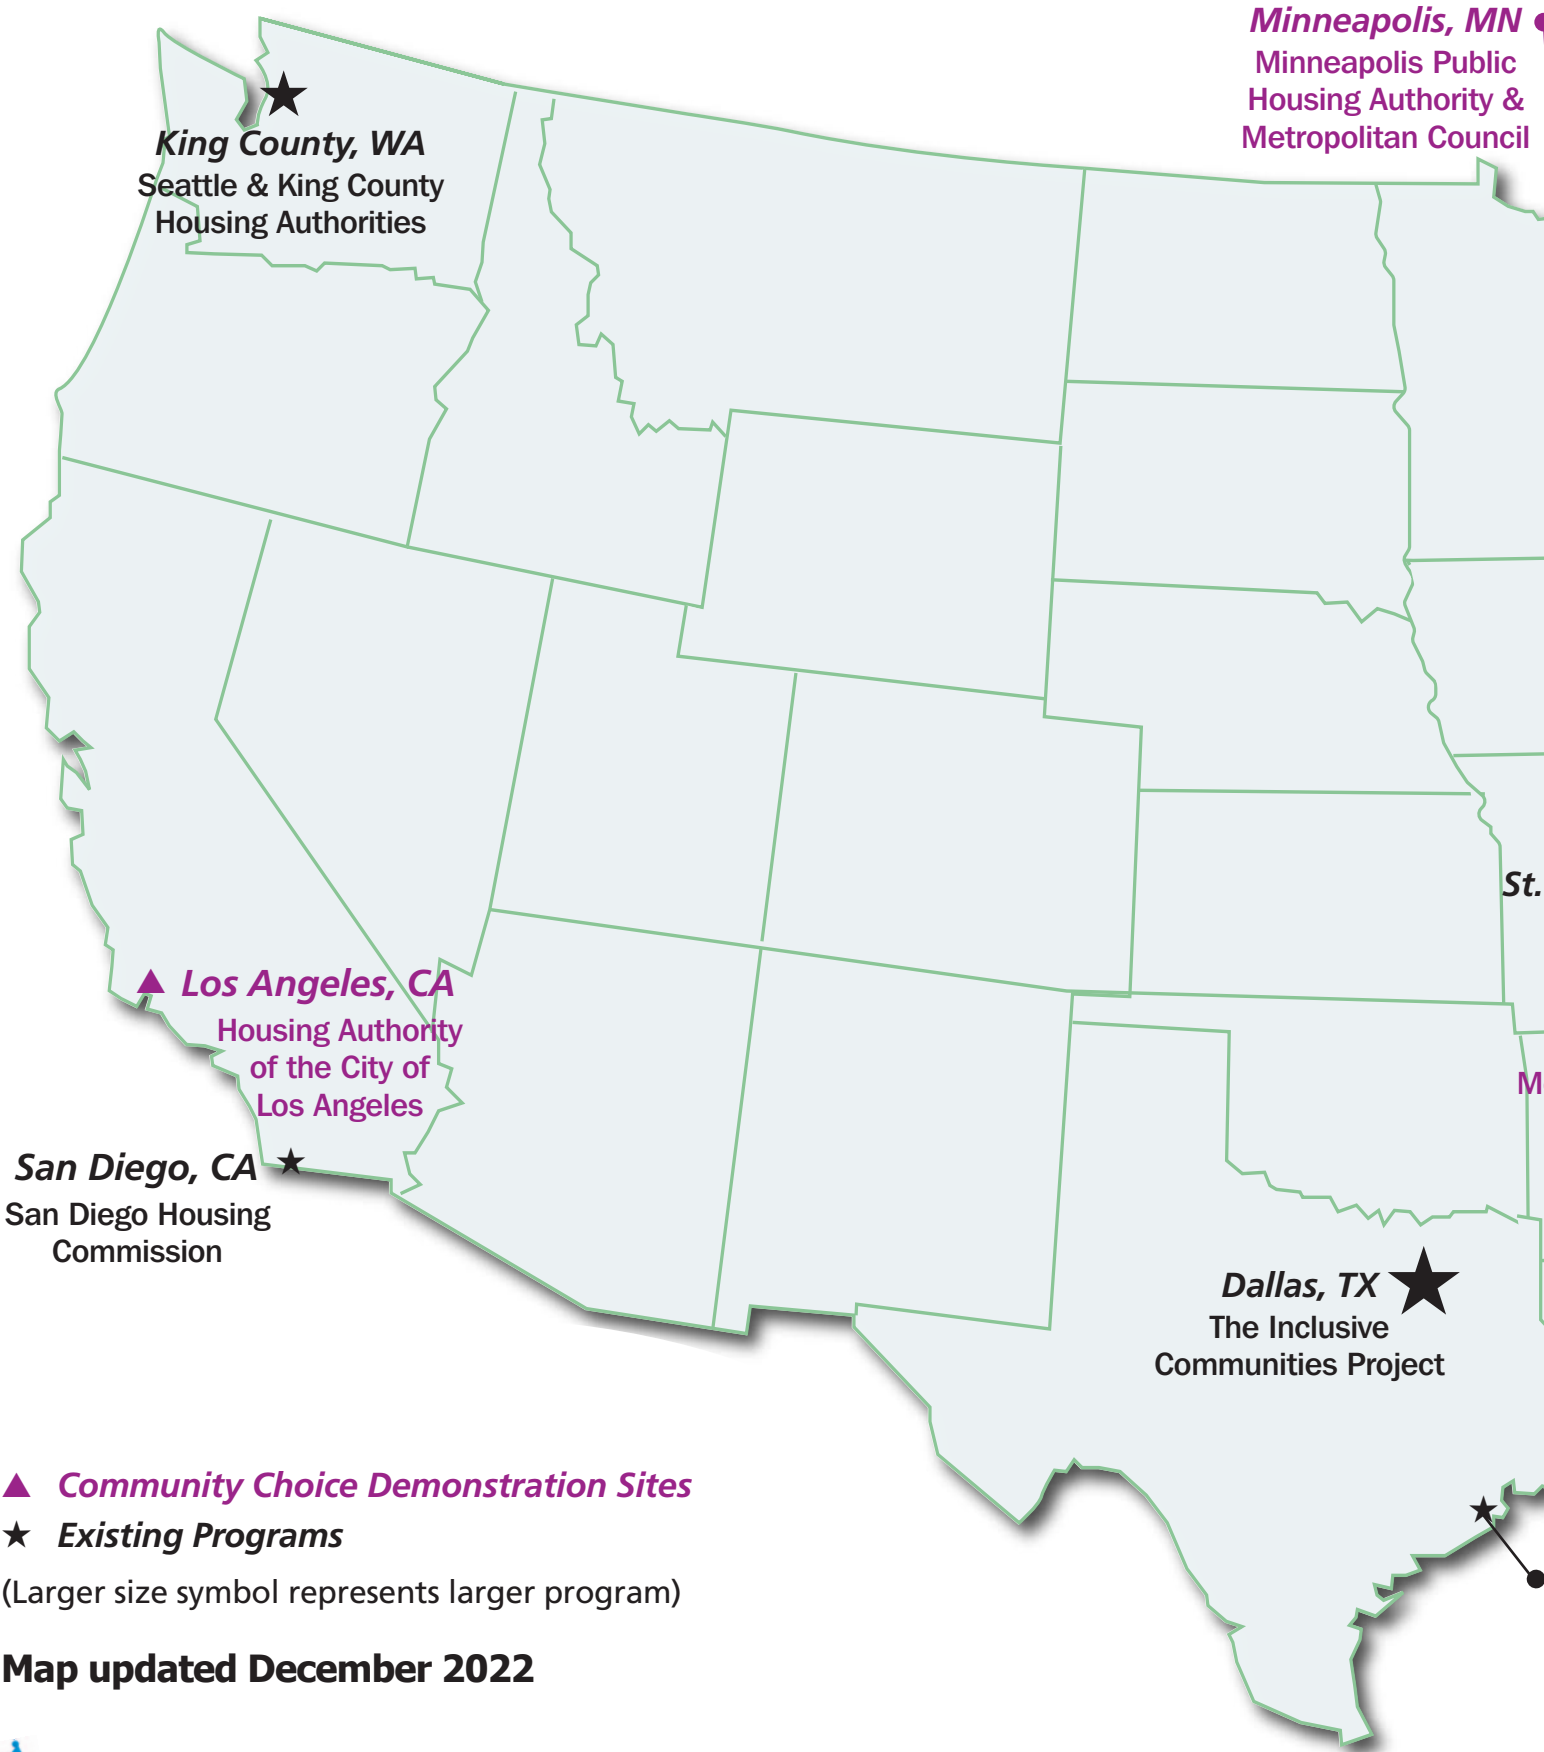 Minneapolis, MN
Minneapolis Public
Housing Authority &
Metropolitan Council
King County, WA
Seattle & King County
Housing Authorities
St.
Los Angeles, CA
Housing Authority
of the City of
Los Angeles
M
San Diego, CA
San Diego Housing
Commission
Dallas, TX
The Inclusive
Communities Project
Community Choice Demonstration Sites
Existing Programs
(Larger size symbol represents larger program)
Map updated December 2022